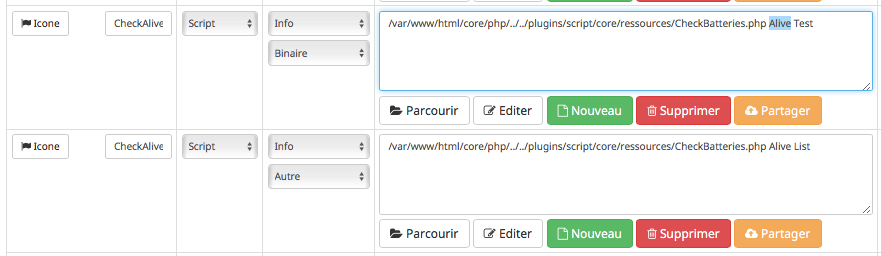 Icone CheckAlive Script Info /var/www/html/core/php/../../plugins/script/core/ressources/CheckBatteries.php Alive Test
Binaire
Parcourir Editer Nouveau Supprimer Partager
Icone CheckAlive Script Info /var/www/html/core/php/../../plugins/script/core/ressources/CheckBatteries.php Alive List
Autre
Parcourir Editer Nouveau Supprimer Partager